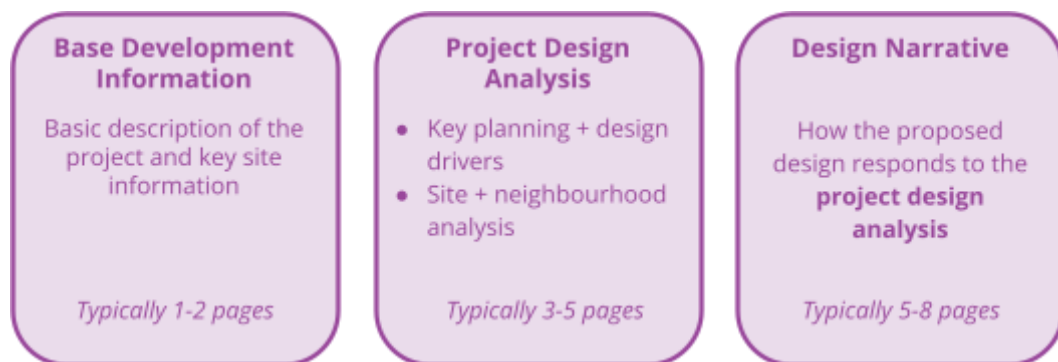 Base Development
Information
Basic description of the
project and key site
information
Typically 1-2 pages
Project Design
Analysis
● Key planning + design
drivers
● Site + neighbourhood
analysis
Typically 3-5 pages
Design Narrative
How the proposed
design responds to the
project design
analysis
Typically 5-8 pages